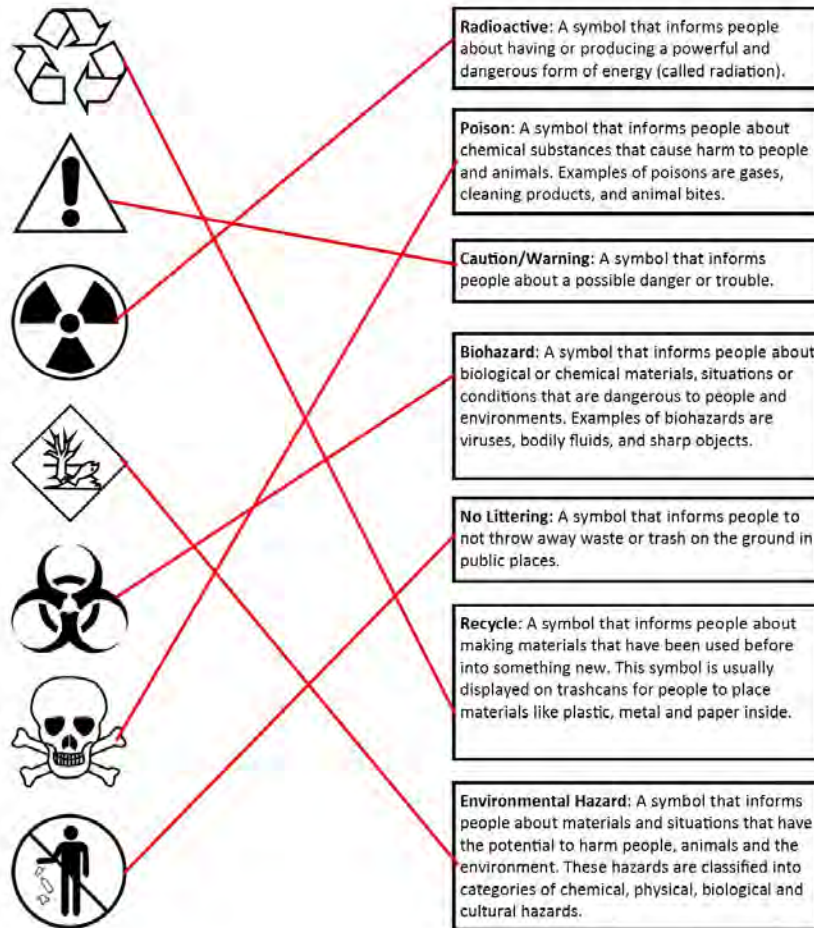 Radioactive: A symbol that informs people
about having or producing a powerful and
dangerous form of energy (called radiation).
Poison: A symbol that informs people about
chemical substances that cause harm to people
and animals. Examples of poisons are gases,
cleaning products, and animal bites.
Caution/Warning: A symbol that informs
people about a possible danger or trouble.
Biohazard: A symbol that informs people about
biological or chemical materials, situations or
conditions that are dangerous to people and
environments. Examples of biohazards are
viruses, bodily fluids, and sharp objects.
No Littering: A symbol that informs people to
not throw away waste or trash on the ground in
public places.
Recycle: A symbol that informs people about
making materials that have been used before
into something new. This symbol is usually
displayed on trashcans for people to place
materials like plastic, metal and paper inside.
Environmental Hazard: A symbol that informs
people about materials and situations that have
the potential to harm people, animals and the
environment. These hazards are classified into
categories of chemical, physical, biological and
cultural hazards.